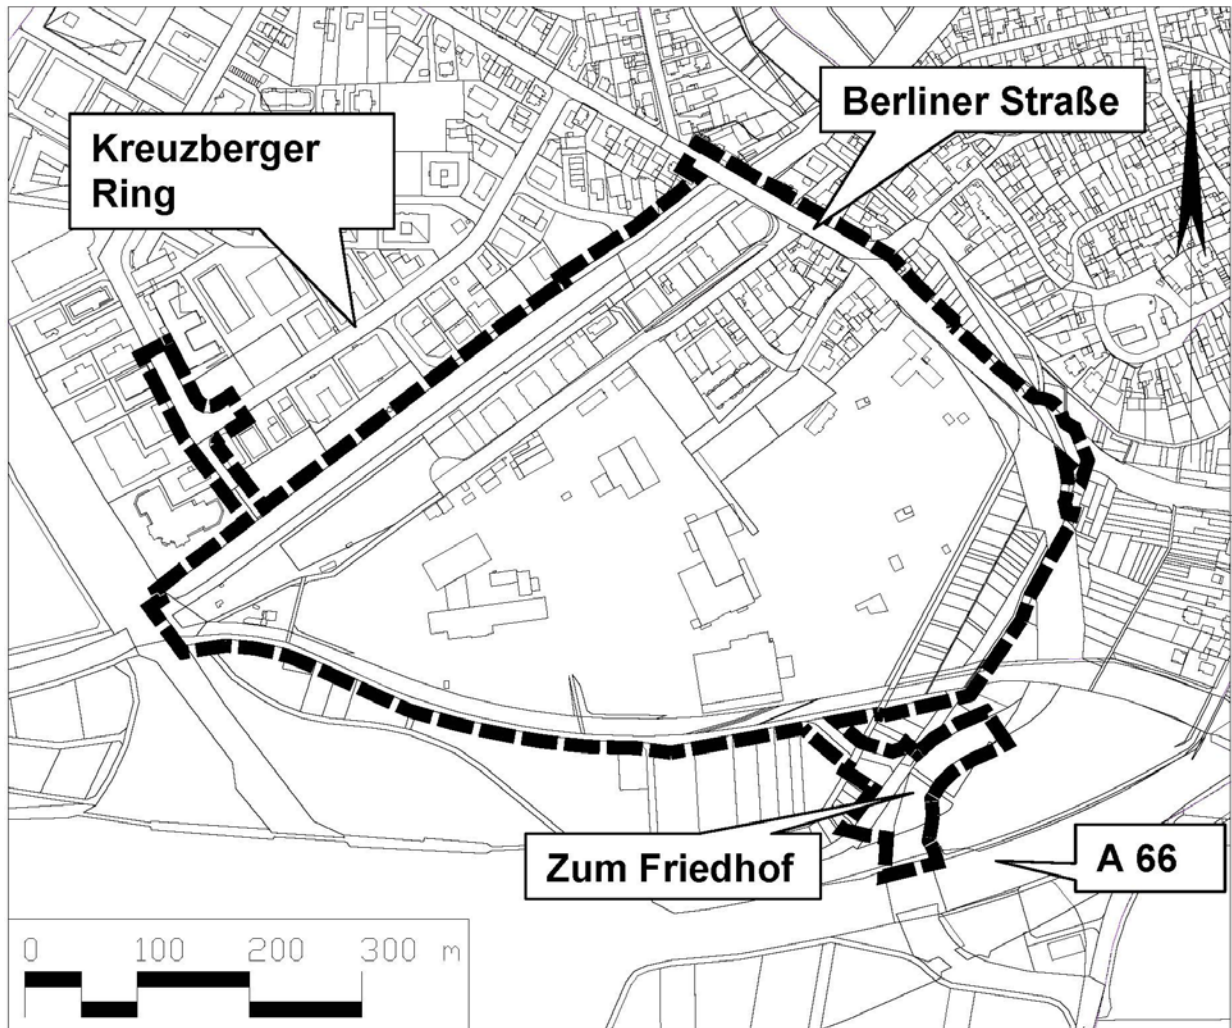 Berliner Straße
Kreuzberger
Ring
Zum Friedhof
A 66
0 100 200 300 m